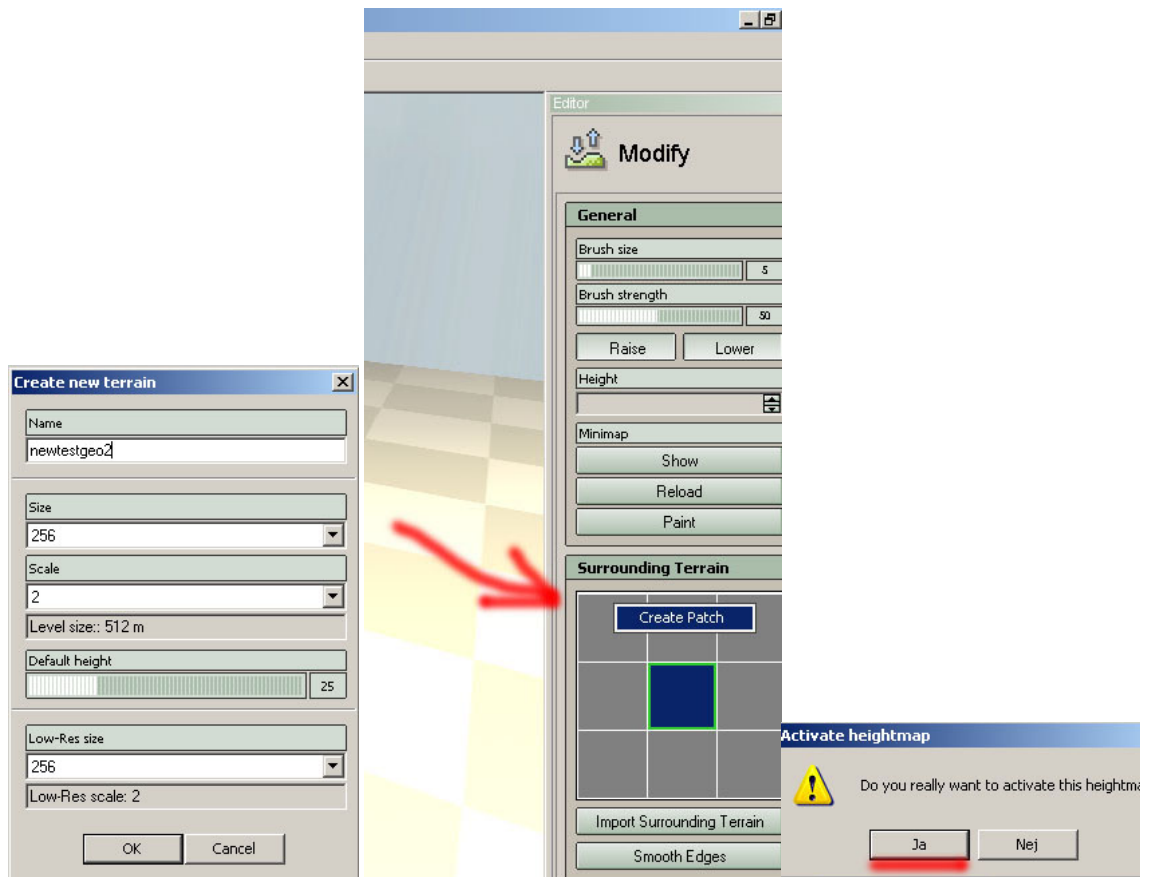 Create new terrain
Name
newtestgeo2
Size
256
Scale
2
Level size:: 512 m
Default height
25
Low-Res size
256
Low-Res scale: 2
OK Cancel
Editor
Modify
General
Brush size
5
Brush strength
50
Raise Lower
Height
Minimap
Show
Reload
Paint
Surrounding Terrain
Create Patch
Import Surrounding Terrain
Smooth Edges
Activate heightmap
Do you really want to activate this heightma
Ja Nej